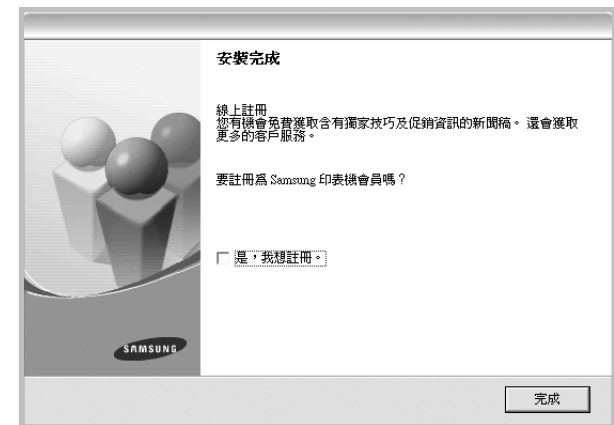 安裝完成
線上註冊
您有機會免費獲取含有獨家技巧及促銷資訊的新聞稿。還會獲取
更多的客戶服務。
要註冊爲 Samsung 印表機會員嗎？
是，我想註冊。
SAMSUNG
完成